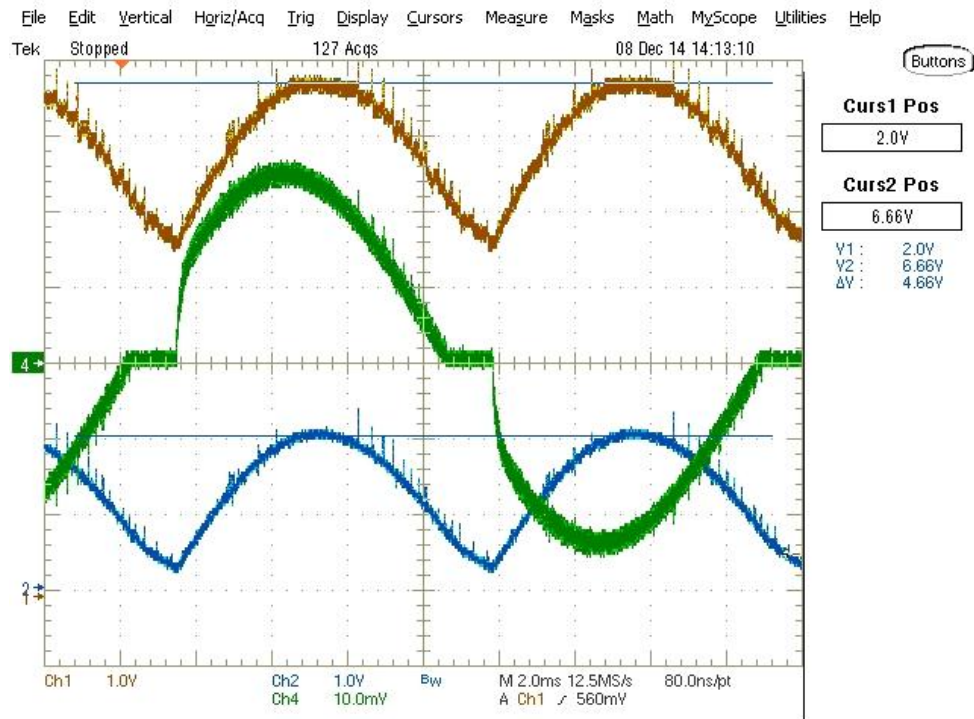 File Edit Vertical Horiz/Acq Trig Display Cursors Measure Masks Math MyScope Utilities Help
Tek Stopped 127 Acqs 08 Dec 14 14:13:10
Buttons
Curs1 Pos
2.0V
Curs2 Pos
6.66V
V1 : 2.0V
V2 : 6.66V
ΔV : 4.66V
4
2
1
Ch1 1.0V Ch2 1.0V Bw M 2.0ms 12.5MS/s 80.0ns/pt
Ch4 10.0mV A Ch1 / 560mV